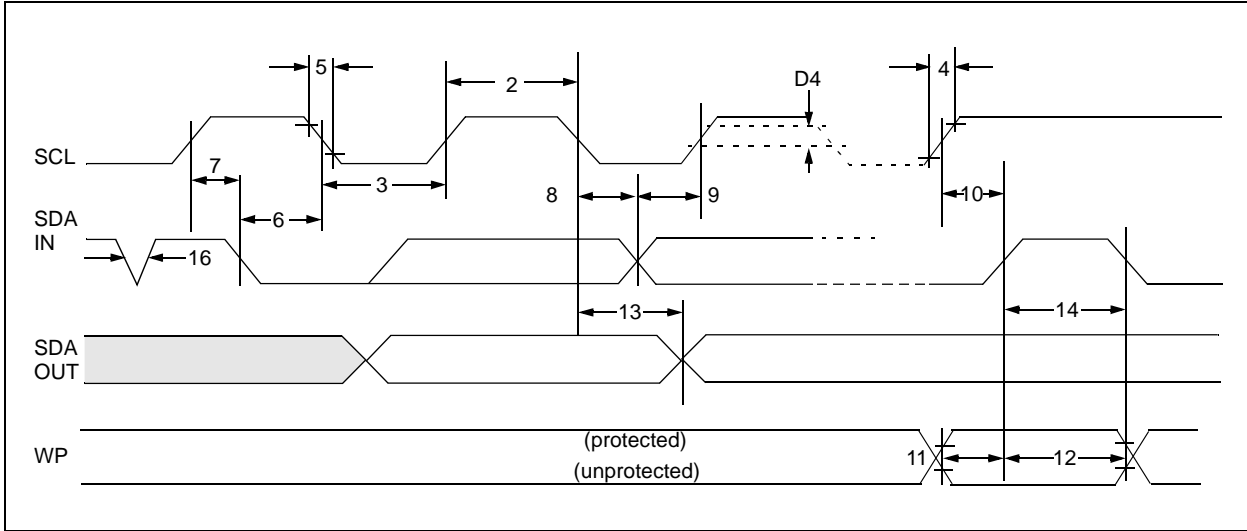 5
2
D4
4
SCL
7
3
8
9
10
SDA
IN
6
16
13
14
SDA
OUT
WP
(protected)
(unprotected)
11
12